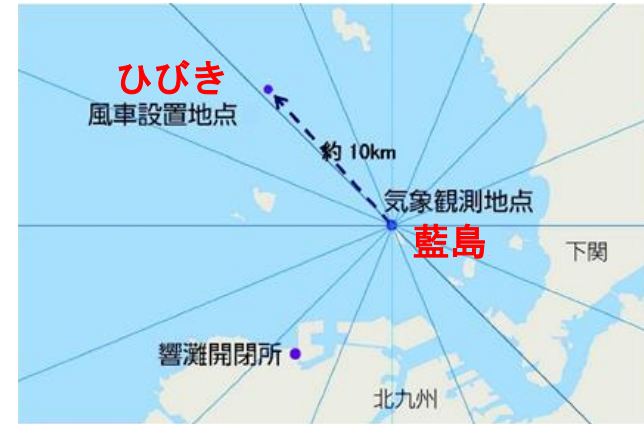 ひびき
風車設置地点
約 10km
気象観測地点
藍島
下関
響灘開閉所
北九州